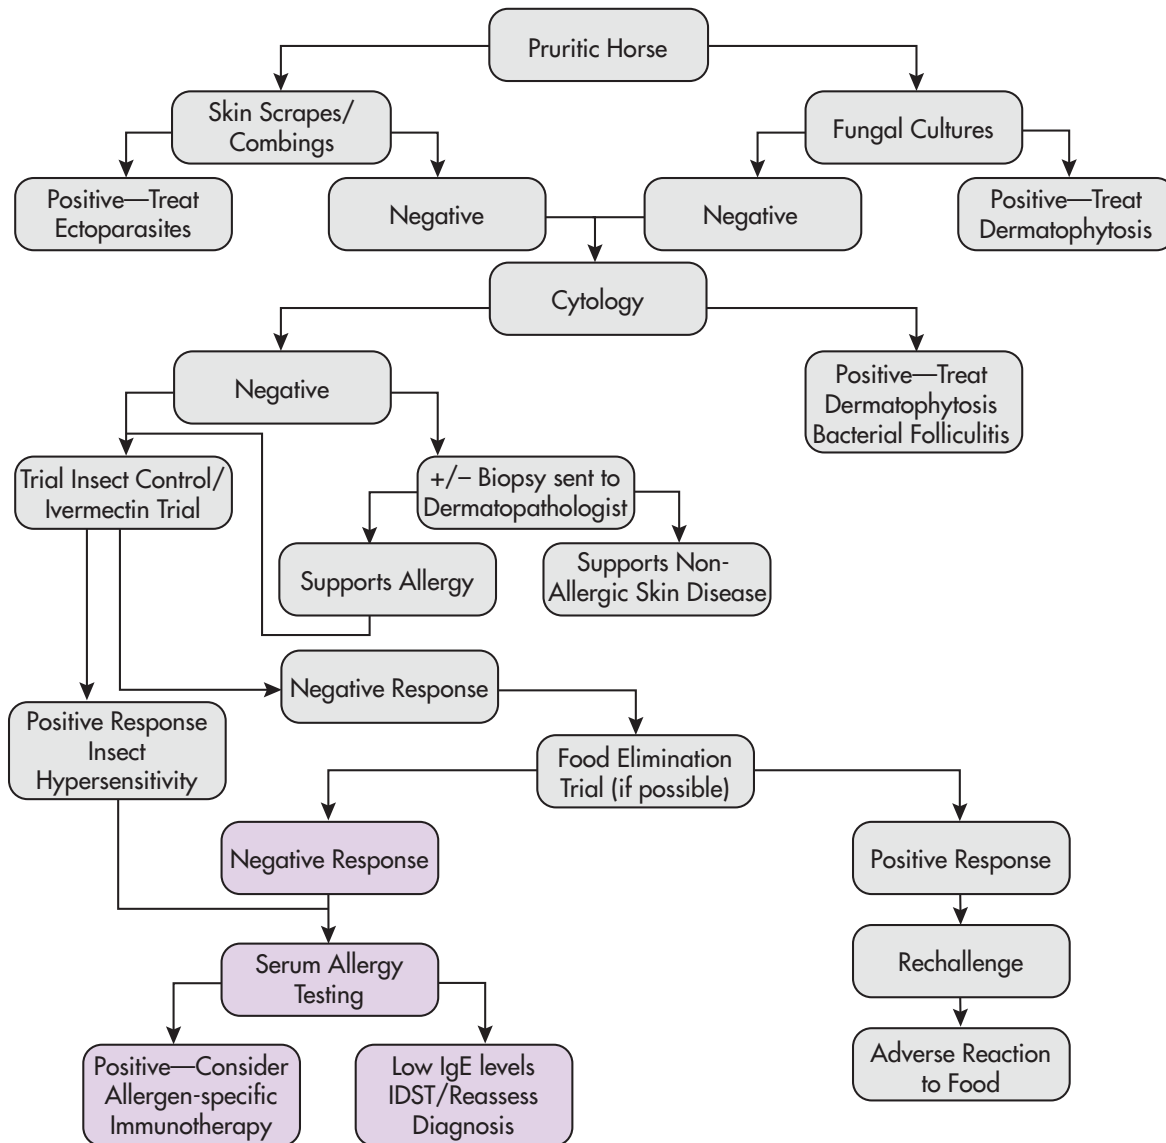 Pruritic Horse
Skin Scrapes/
Combings
Fungal Cultures
Positive—Treat
Ectoparasites
Negative
Negative
Positive—Treat
Dermatophytosis
Cytology
Negative
Positive—Treat
Dermatophytosis
Bacterial Folliculitis
Trial Insect Control/
Ivermectin Trial
+/– Biopsy sent to
Dermatopathologist
Supports Allergy
Supports Non-
Allergic Skin Disease
Negative Response
Positive Response
Insect
Hypersensitivity
Food Elimination
Trial (if possible)
Negative Response
Positive Response
Serum Allergy
Testing
Rechallenge
Positive—Consider
Allergen-specific
Immunotherapy
Low IgE levels
IDST/Reassess
Diagnosis
Adverse Reaction
to Food